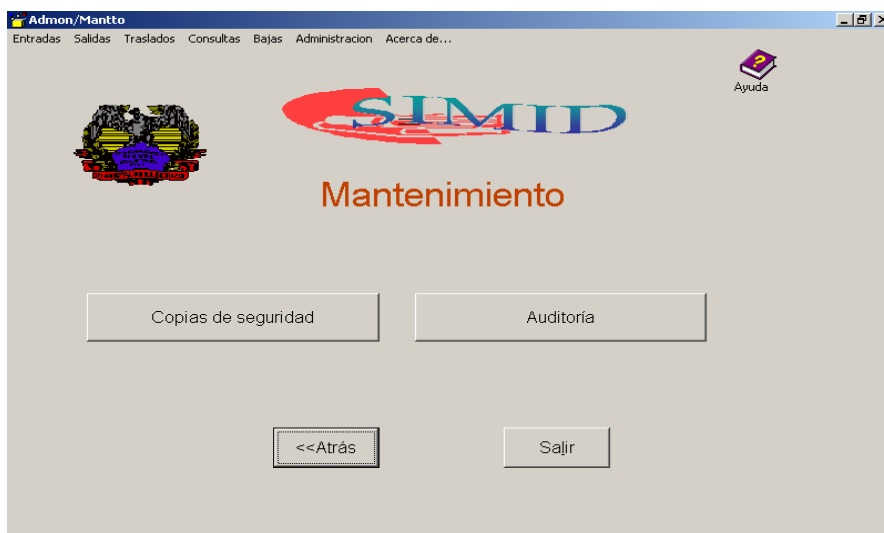 Admon/Mantto
Entradas Salidas Traslados Consultas Bajas Administracion Acerca de...
Ayuda
SIMID
Mantenimiento
Copias de seguridad Auditoría
<<Atrás Salir